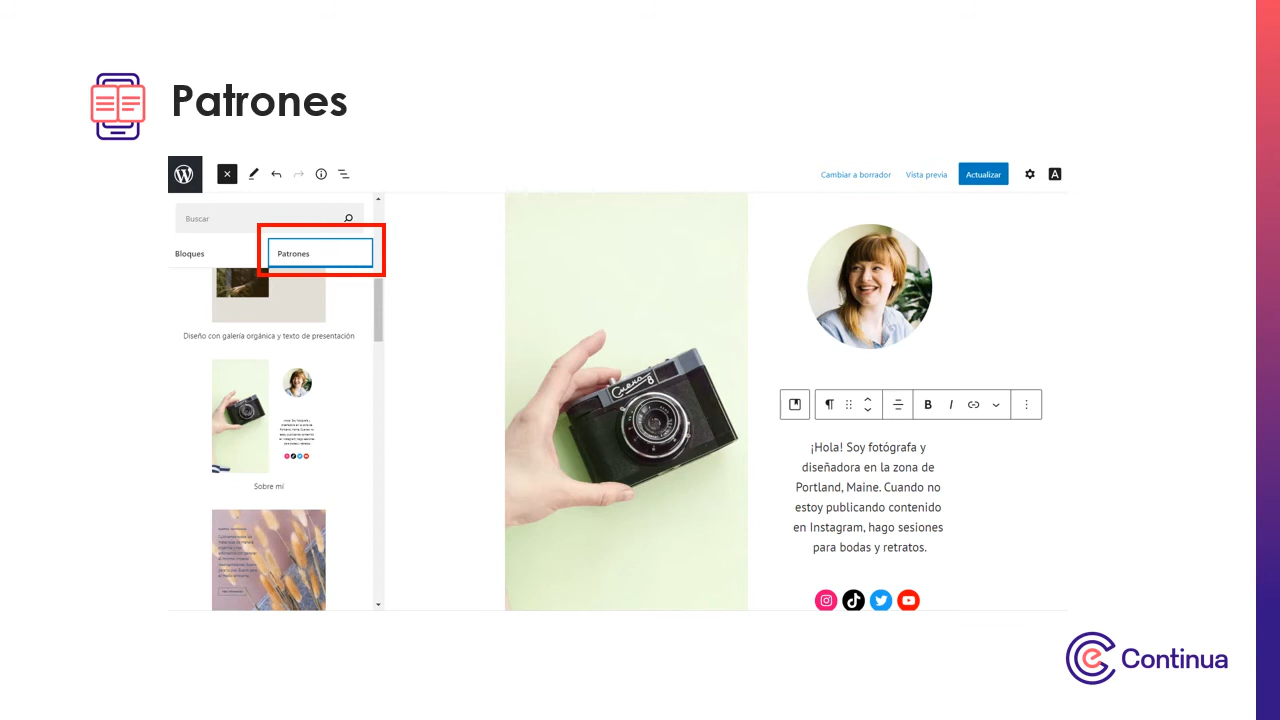 Patrones
Cambiar a borrador
Vista previa
Actualizar
A
Buscar
Bloques
Patrones
Diseño con galería orgánica y texto de presentación
Sobre mí
¡Hola! Soy fotógrafa y
diseñadora en la zona de
Portland, Maine. Cuando no
estoy publicando contenido
en Instagram, hago sesiones
para bodas y retratos.
Continua